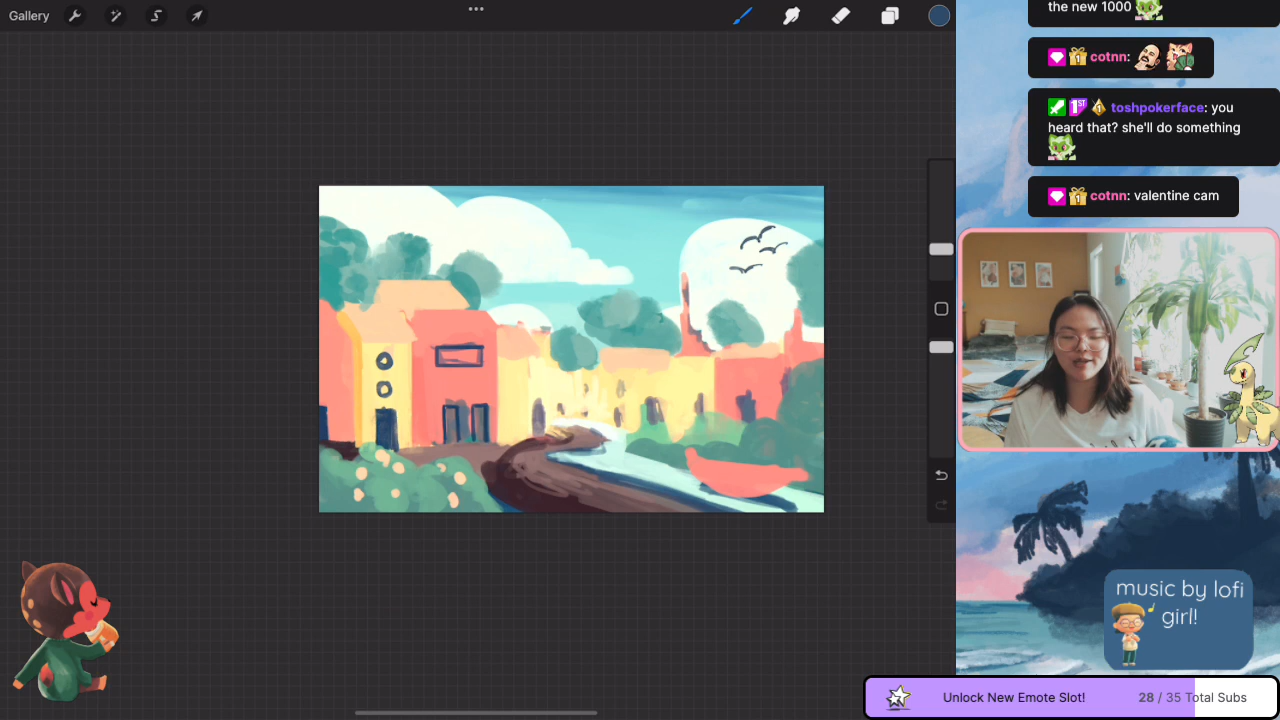 Gallery
the new 1000
cotnn:
1ST toshpokerface: you
heard that? she'll do something
cotnn: valentine cam
music by lofi
girl!
Unlock New Emote Slot! 28 / 35 Total Subs